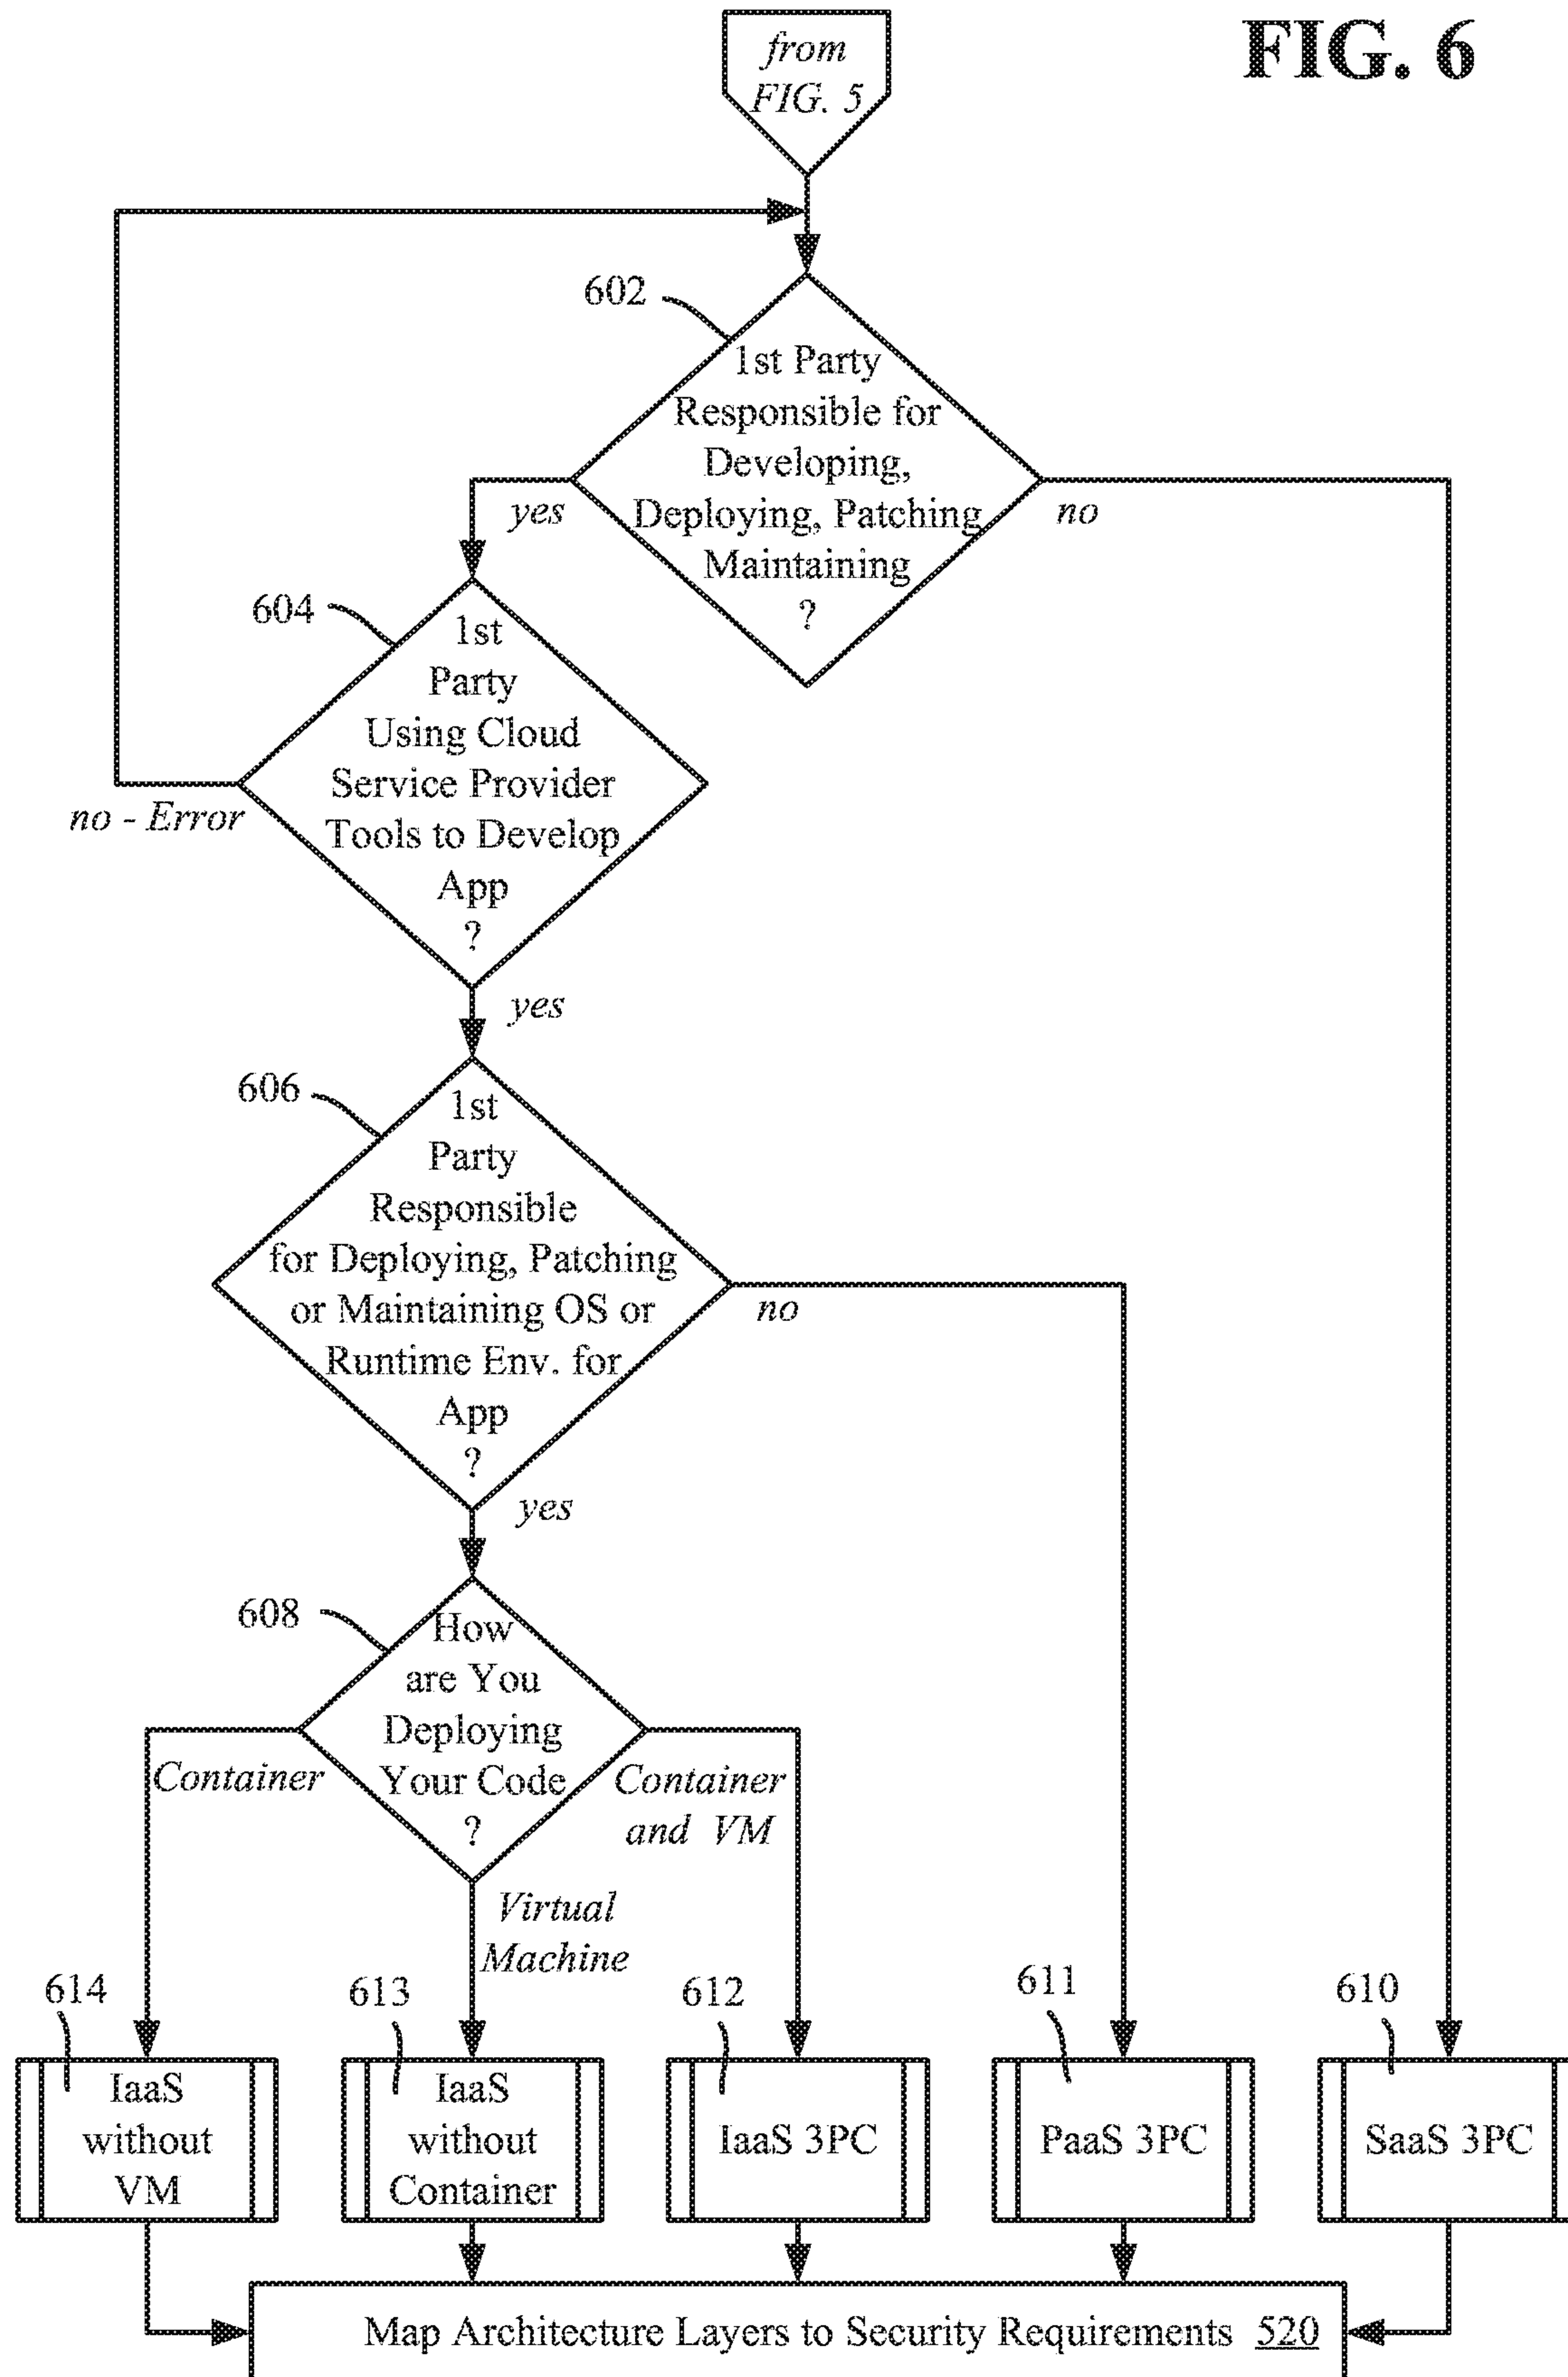 FIG. 6
from
FIG. 5
602
1st Party
Responsible for
Developing,
Deploying, Patching
Maintaining
?
yes
no
604
1st
Party
Using Cloud
Service Provider
Tools to Develop
App
?
no - Error
yes
606
1st
Party
Responsible
for Deploying, Patching
or Maintaining OS or
Runtime Env. for
App
?
no
yes
608
How
are You
Deploying
Your Code
?
Container
Container
and VM
Virtual
Machine
614
613
612
611
610
IaaS
without
VM
IaaS
without
Container
IaaS 3PC
PaaS 3PC
SaaS 3PC
Map Architecture Layers to Security Requirements 520